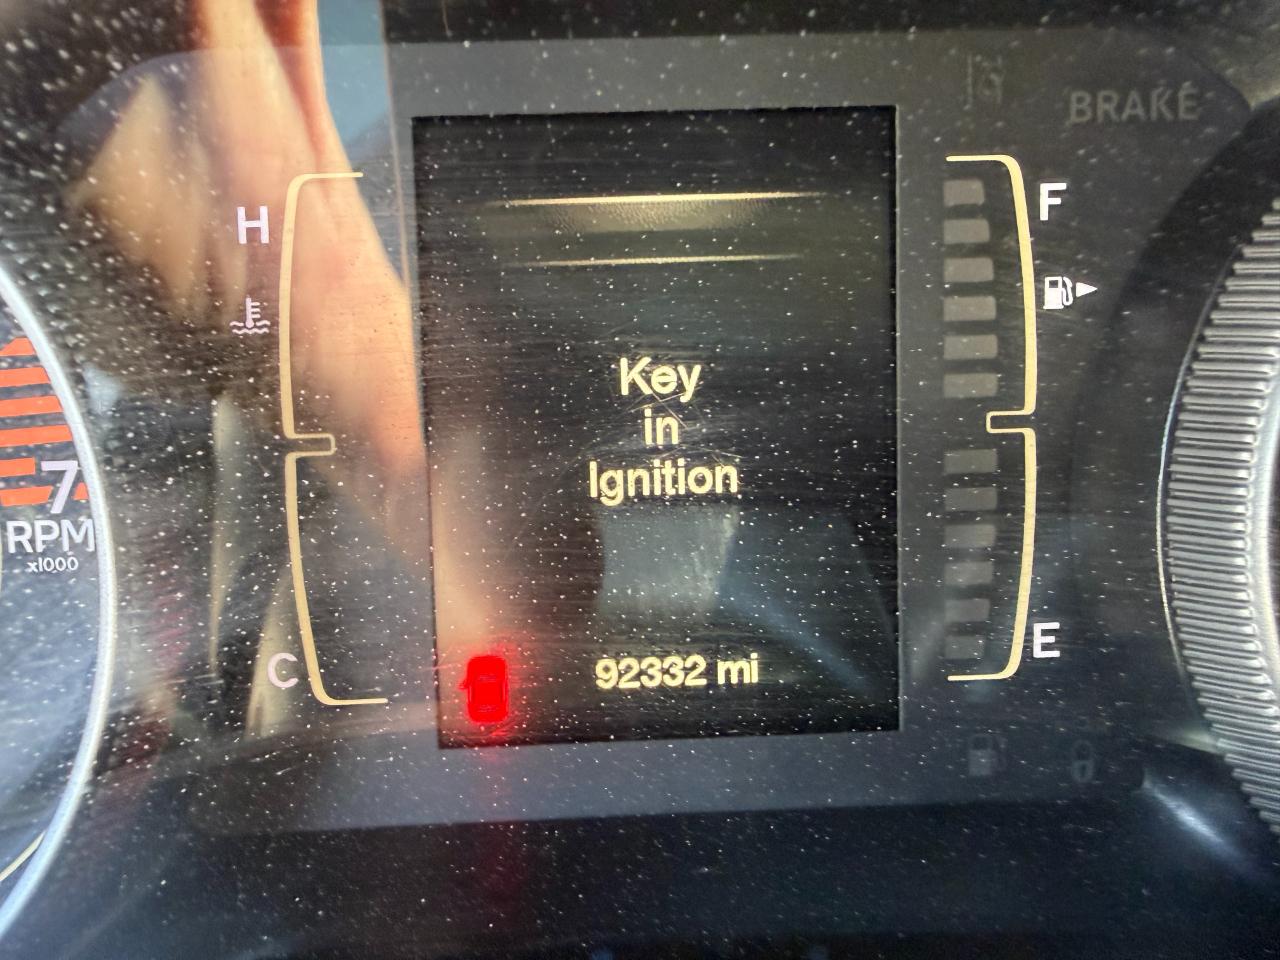 BRAKE
H
F
Key
in
Ignition
7
RPM
x1000
C
92332 mi
E